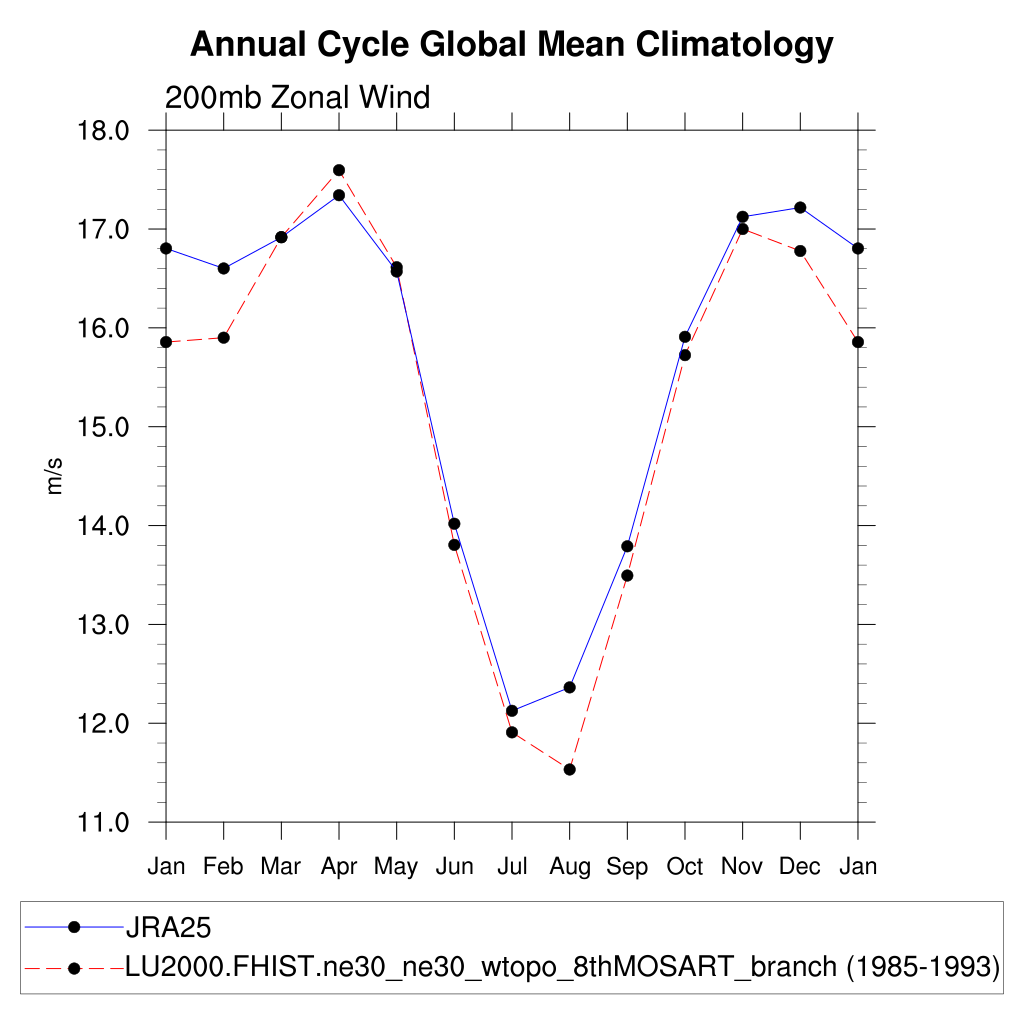 Annual Cycle Global Mean Climatology
200mb Zonal Wind
18.0
17.0
16.0
15.0
14.0
13.0
12.0
11.0
m/s
Jan Feb Mar Apr May Jun Jul Aug Sep Oct Nov Dec Jan
JRA25
LU2000.FHIST.ne30_ne30_wtopo_8thMOSART_branch (1985-1993)